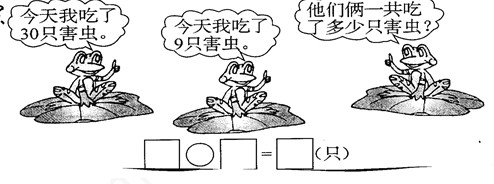 今天我吃了
30只害虫。
今天我吃了
9只害虫。
他们俩一共吃
了多少只害虫?
□○□=□(只)